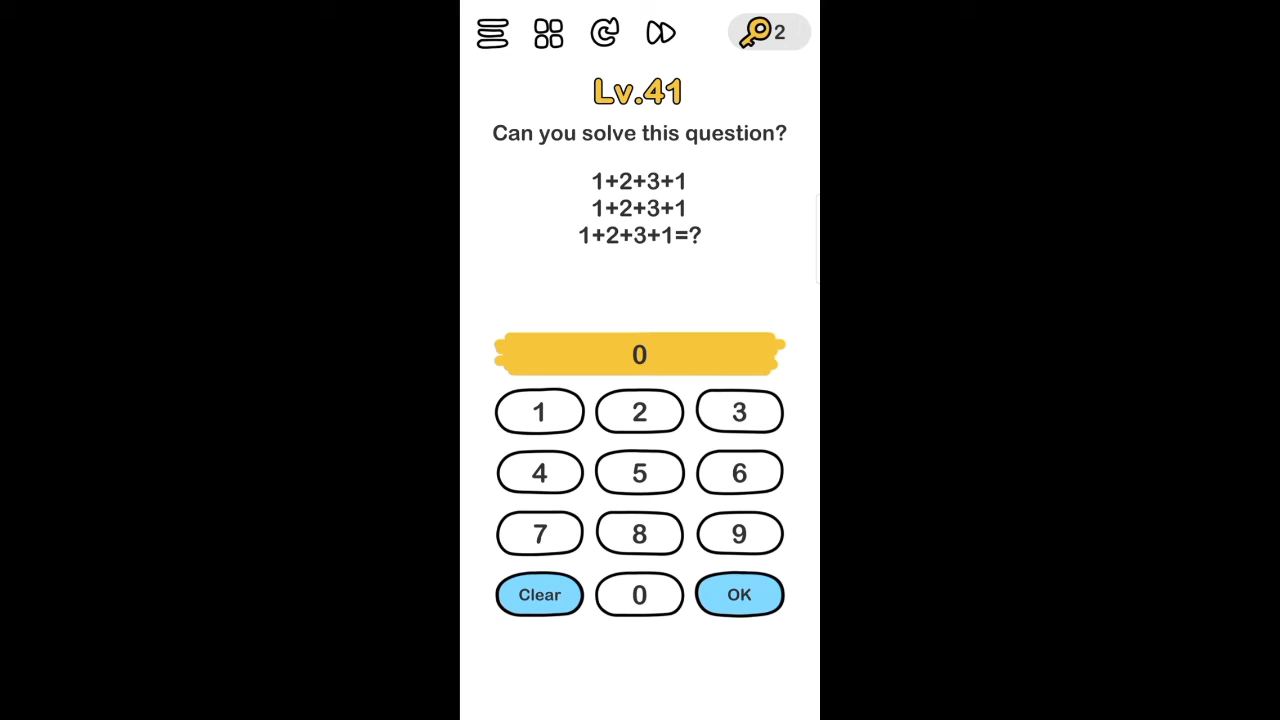 2
Lv.41
Can you solve this question?
1+2+3+1
1+2+3+1
1+2+3+1=?
0
1 2 3
4 5 6
7 8 9
Clear 0 OK